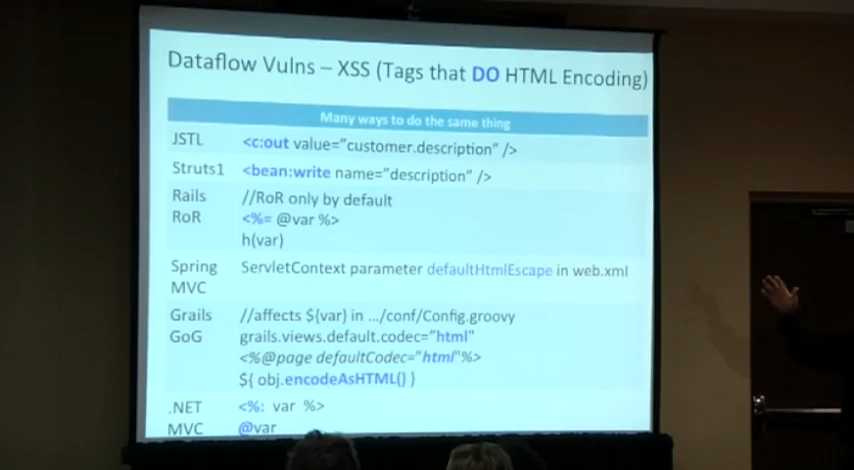 Dataflow Vulns – XSS (Tags that DO HTML Encoding)
Many ways to do the same thing
JSTL <c:out value="customer.description" />
Struts1 <bean:write name="description" />
Rails //RoR only by default
RoR <%= @var %>
h(var)
Spring ServletContext parameter defaultHtmlEscape in web.xml
MVC
Grails //affects ${var} in .../conf/Config.groovy
GoG grails.views.default.codec="html"
<%@page defaultCodec="html"%>
${ obj.encodeAsHTML() }
.NET <%: var %>
MVC @var